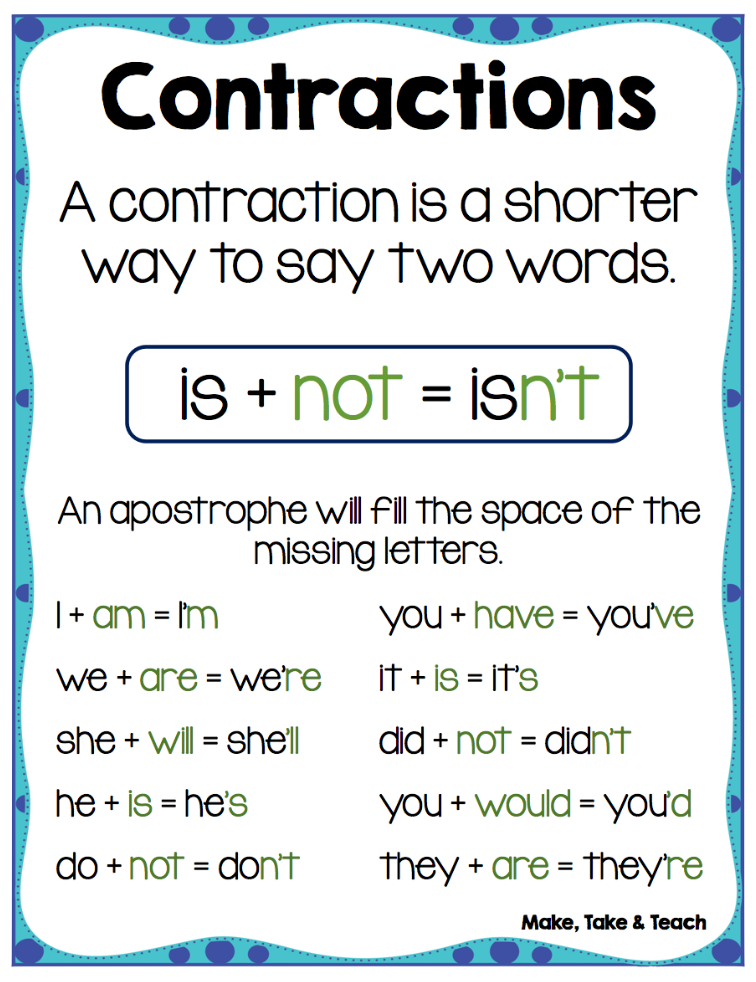 Contractions
A contraction is a shorter
way to say two words.
is + not = isn't
An apostrophe will fill the space of the
missing letters.
I + am = I'm
we + are = we're
she + will = she'll
he + is = he's
do + not = don't
you + have = you've
it + is = it's
did + not = didn't
you + would = you'd
they + are = they're
Make, Take & Teach